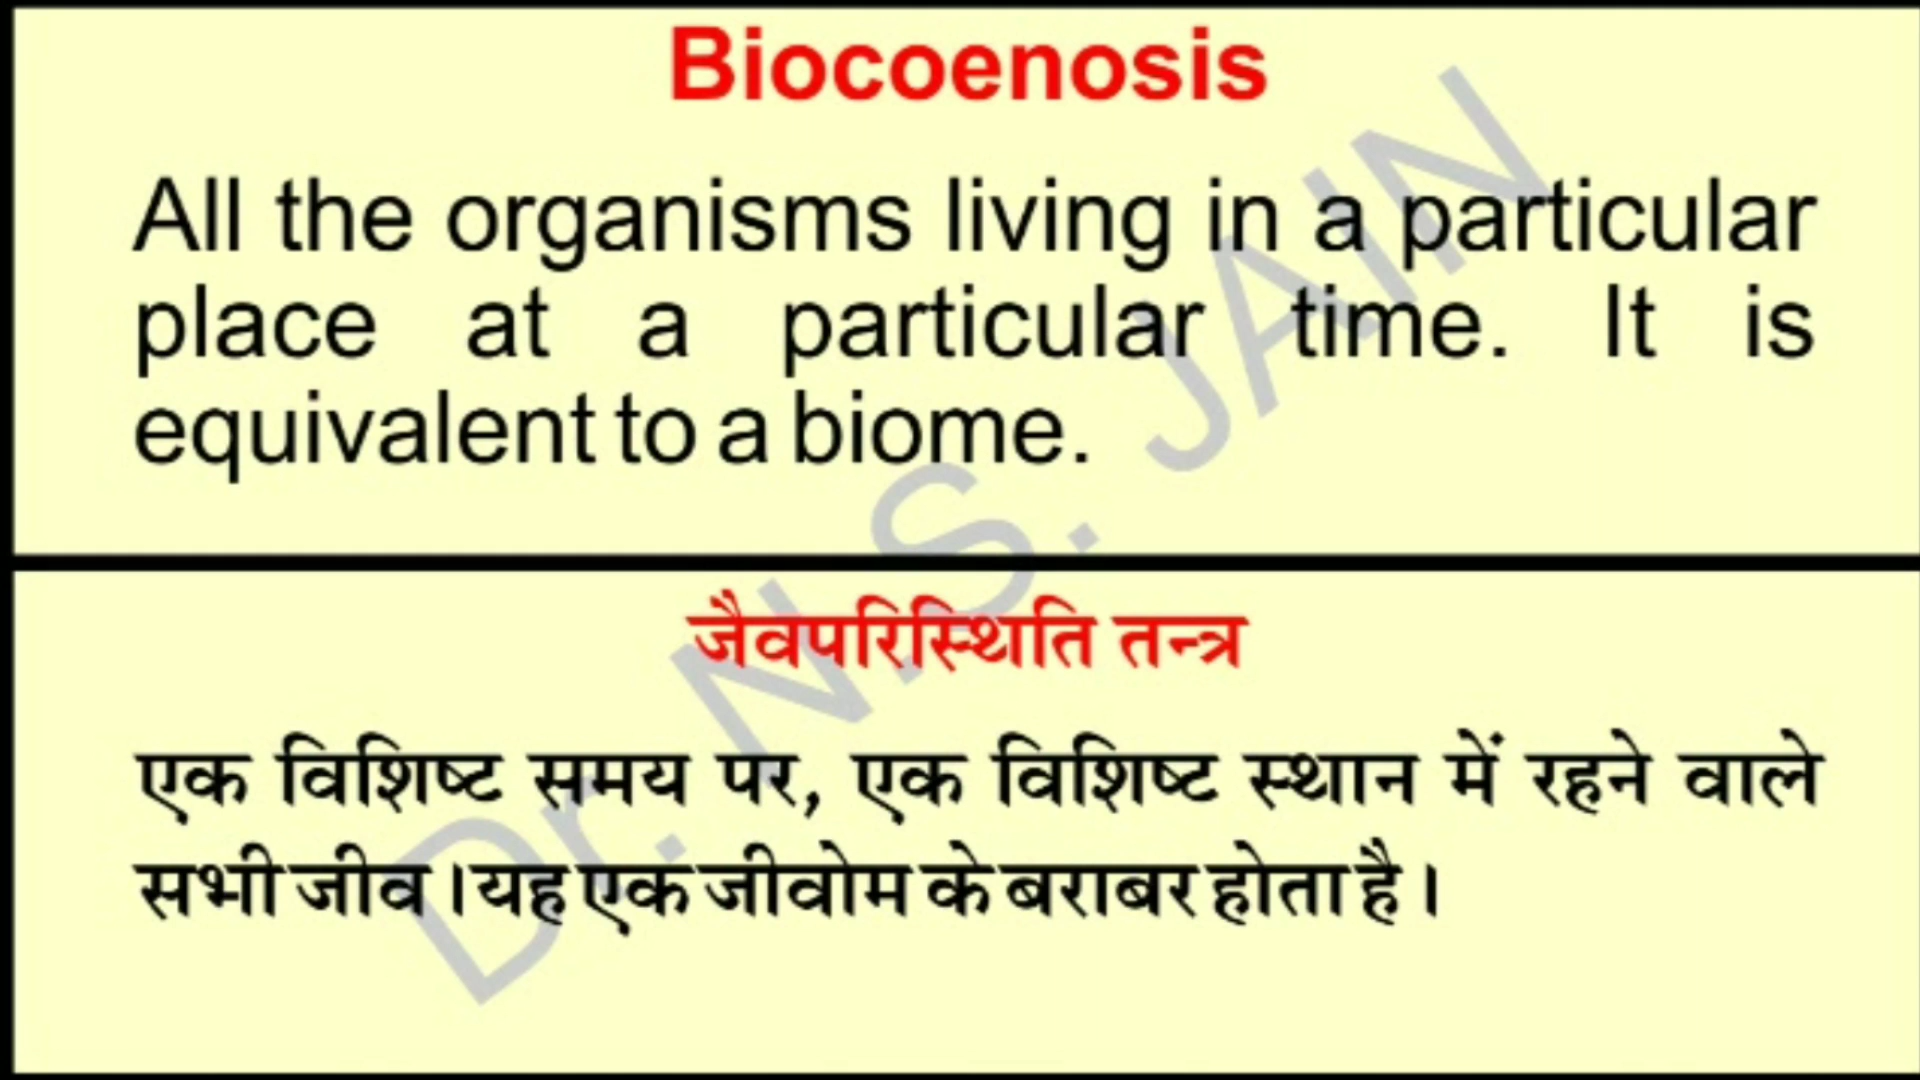 Biocoenosis
All the organisms living in a particular
place at a particular time. It is
equivalent to a biome.
जैवपरिस्थिति तन्त्र
एक विशिष्ट समय पर, एक विशिष्ट स्थान में रहने वाले
सभी जीव । यह एक जीवोम के बराबर होता है ।
Dr. N.S. JAIN